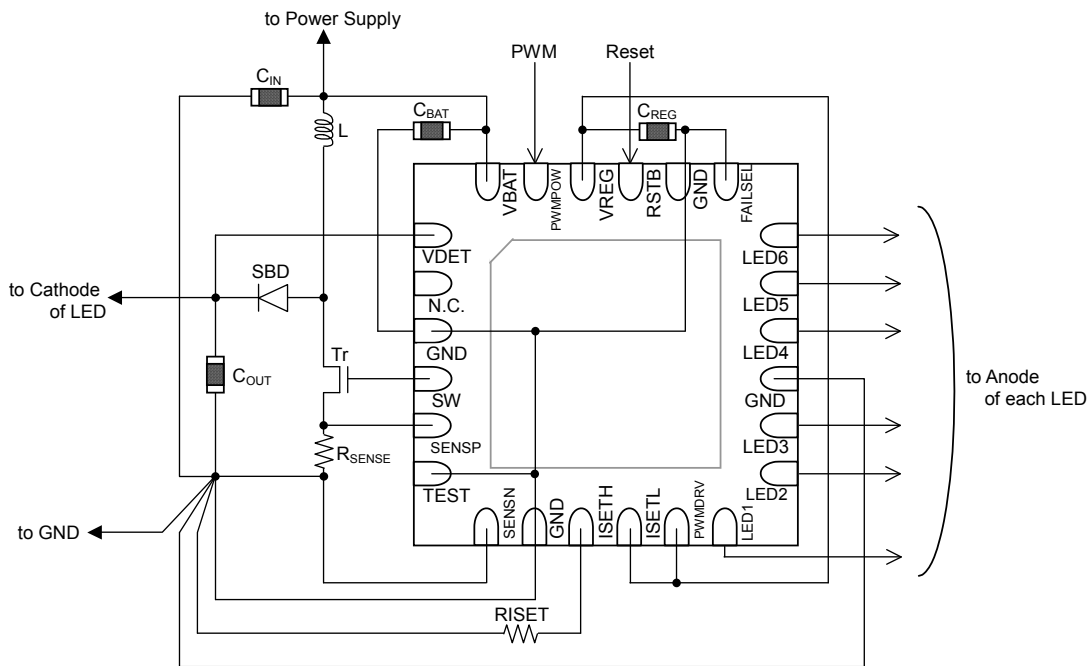 to Power Supply
PWM
Reset
CIN
CBAT
CREG
L
VBAT
PWMPOW
VREG
RSTB
GND
FAILSEL
VDET
LED6
SBD
to Cathode
of LED
N.C.
LED5
GND
LED4
Tr
COUT
SW
GND
to Anode
of each LED
SENSP
LED3
RSENSE
TEST
LED2
to GND
SENSN
GND
ISETH
ISETL
PWMDRV
LED1
RISET